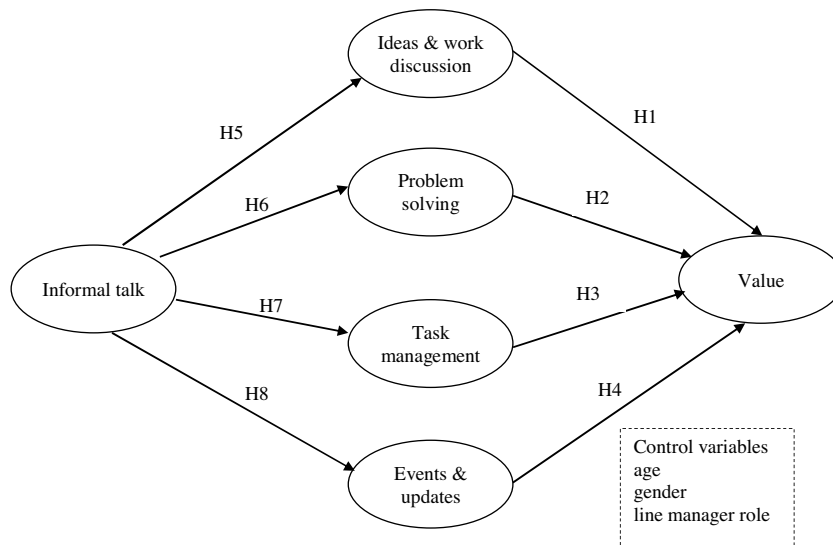 Ideas & work
discussion
H5
H1
Problem
solving
H6
H2
Informal talk
Value
H7
H3
Task
management
H8
H4
Events &
updates
Control variables
age
gender
line manager role